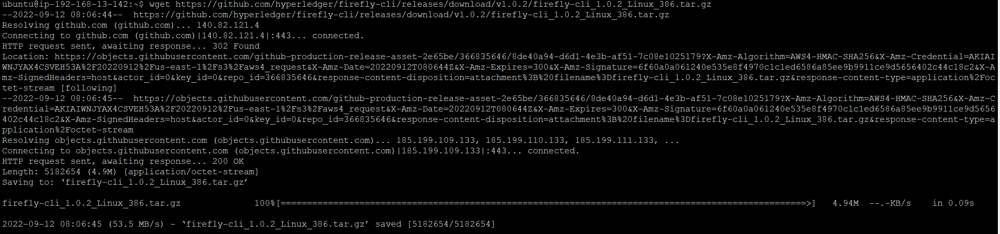 ubuntu@ip-192-168-13-142:~$ wget https://github.com/hyperledger/firefly-cli/releases/download/v1.0.2/firefly-cli_1.0.2_Linux_386.tar.gz
--2022-09-12 08:06:44--  https://github.com/hyperledger/firefly-cli/releases/download/v1.0.2/firefly-cli_1.0.2_Linux_386.tar.gz
Resolving github.com (github.com)... 140.82.121.4
Connecting to github.com (github.com)|140.82.121.4|:443... connected.
HTTP request sent, awaiting response... 302 Found
Location: https://objects.githubusercontent.com/github-production-release-asset-2e65be/366835646/8de40a94-d6d1-4e3b-af51-7c08e1025179?X-Amz-Algorithm=AWS4-HMAC-SHA256&X-Amz-Credential=AKIAI
WNJYAX4CSVEH53A%2F20220912%2Fus-east-1%2Fs3%2Faws4_request&X-Amz-Date=20220912T080644Z&X-Amz-Expires=300&X-Amz-Signature=6f60a0a061240e535e8f4970c1c1ed6586a85ee9b9911ce9d5656402c44c18c2&X-A
mz-SignedHeaders=host&actor_id=0&key_id=0&repo_id=366835646&response-content-disposition=attachment%3B%20filename%3Dfirefly-cli_1.0.2_Linux_386.tar.gz&response-content-type=application%2Foc
tet-stream [following]
--2022-09-12 08:06:45--  https://objects.githubusercontent.com/github-production-release-asset-2e65be/366835646/8de40a94-d6d1-4e3b-af51-7c08e1025179?X-Amz-Algorithm=AWS4-HMAC-SHA256&X-Amz-C
redential=AKIAIWNJYAX4CSVEH53A%2F20220912%2Fus-east-1%2Fs3%2Faws4_request&X-Amz-Date=20220912T080644Z&X-Amz-Expires=300&X-Amz-Signature=6f60a0a061240e535e8f4970c1c1ed6586a85ee9b9911ce9d5656
402c44c18c2&X-Amz-SignedHeaders=host&actor_id=0&key_id=0&repo_id=366835646&response-content-disposition=attachment%3B%20filename%3Dfirefly-cli_1.0.2_Linux_386.tar.gz&response-content-type=a
pplication%2Foctet-stream
Resolving objects.githubusercontent.com (objects.githubusercontent.com)... 185.199.109.133, 185.199.110.133, 185.199.111.133, ...
Connecting to objects.githubusercontent.com (objects.githubusercontent.com)|185.199.109.133|:443... connected.
HTTP request sent, awaiting response... 200 OK
Length: 5182654 (4.9M) [application/octet-stream]
Saving to: ‘firefly-cli_1.0.2_Linux_386.tar.gz’
firefly-cli_1.0.2_Linux_386.tar.gz              100%[====================================================================================================>]   4.94M  --.-KB/s    in 0.09s
2022-09-12 08:06:45 (53.5 MB/s) - ‘firefly-cli_1.0.2_Linux_386.tar.gz’ saved [5182654/5182654]